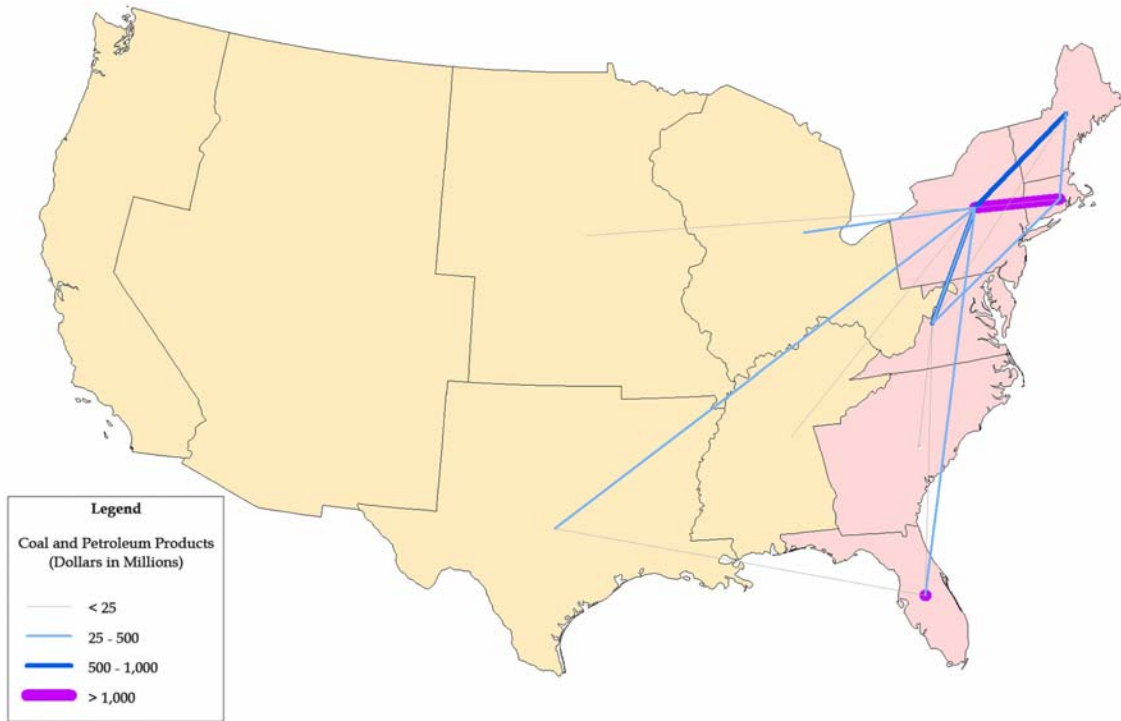 Legend
Coal and Petroleum Products
(Dollars in Millions)
< 25
25 - 500
500 - 1,000
> 1,000